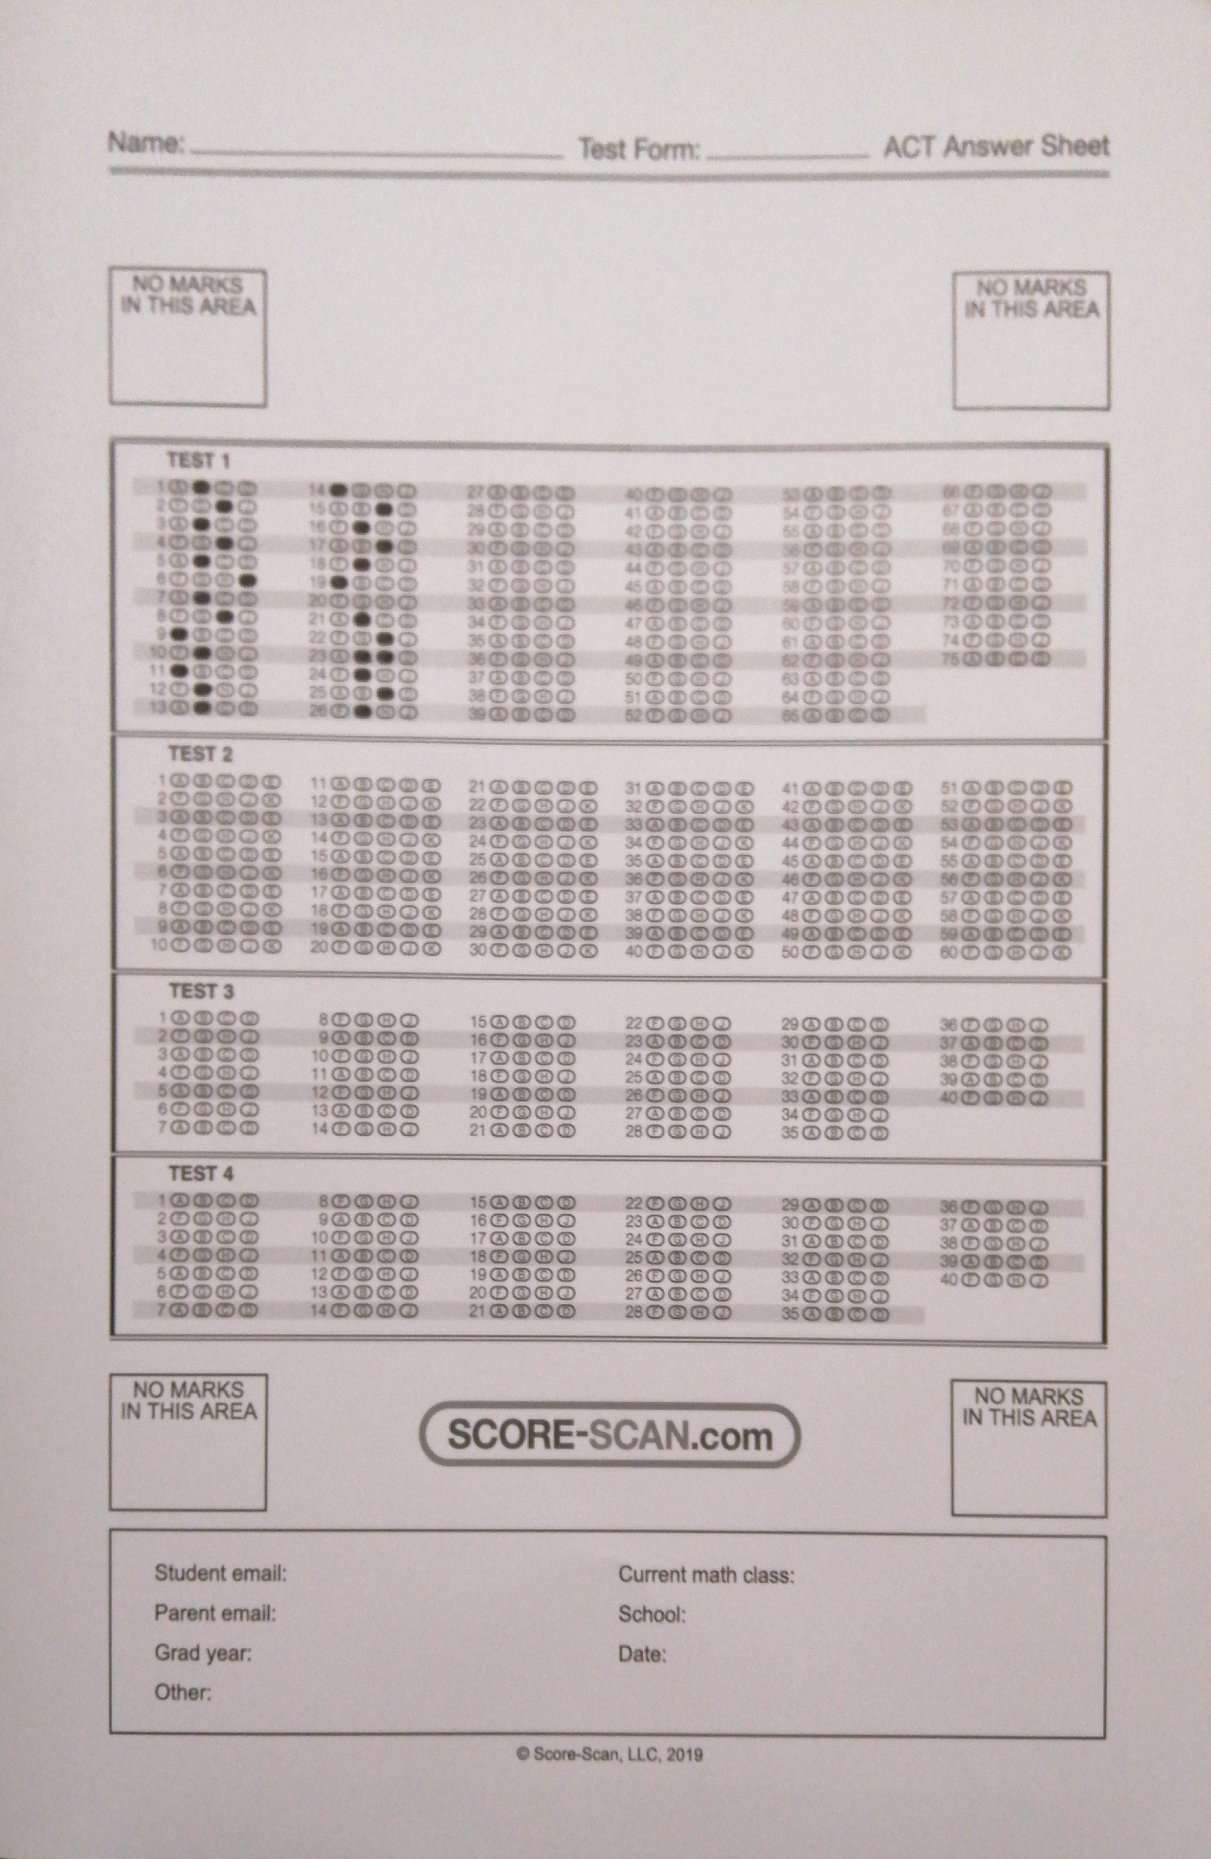 Name: Test Form: ACT Answer Sheet
NO MARKS
IN THIS AREA
NO MARKS
IN THIS AREA
TEST 1
1 14 27 40 53 66
2 15 28 41 54 67
3 16 29 42 55 68
4 17 30 43 56 69
5 18 31 44 57 70
6 19 32 45 58 71
7 20 33 46 59 72
8 21 34 47 60 73
9 22 35 48 61 74
10 23 36 49 62 75
11 24 37 50 63
12 25 38 51 64
13 26 39 52 65
TEST 2
1 A B C D E 11 A B C D E 21 A B C D E 31 A B C D E 41 A B C D E 51 A B C D E
2 F G H J K 12 F G H J K 22 F G H J K 32 F G H J K 42 F G H J K 52 F G H J K
3 A B C D E 13 A B C D E 23 A B C D E 33 A B C D E 43 A B C D E 53 A B C D E
4 F G H J K 14 F G H J K 24 F G H J K 34 F G H J K 44 F G H J K 54 F G H J K
5 A B C D E 15 A B C D E 25 A B C D E 35 A B C D E 45 A B C D E 55 A B C D E
6 F G H J K 16 F G H J K 26 F G H J K 36 F G H J K 46 F G H J K 56 F G H J K
7 A B C D E 17 A B C D E 27 A B C D E 37 A B C D E 47 A B C D E 57 A B C D E
8 F G H J K 18 F G H J K 28 F G H J K 38 F G H J K 48 F G H J K 58 F G H J K
9 A B C D E 19 A B C D E 29 A B C D E 39 A B C D E 49 A B C D E 59 A B C D E
10 F G H J K 20 F G H J K 30 F G H J K 40 F G H J K 50 F G H J K 60 F G H J K
TEST 3
1 A B C D 8 F G H J 15 A B C D 22 F G H J 29 A B C D 36 F G H J
2 F G H J 9 A B C D 16 F G H J 23 A B C D 30 F G H J 37 A B C D
3 A B C D 10 F G H J 17 A B C D 24 F G H J 31 A B C D 38 F G H J
4 F G H J 11 A B C D 18 F G H J 25 A B C D 32 F G H J 39 A B C D
5 A B C D 12 F G H J 19 A B C D 26 F G H J 33 A B C D 40 F G H J
6 F G H J 13 A B C D 20 F G H J 27 A B C D 34 F G H J
7 A B C D 14 F G H J 21 A B C D 28 F G H J 35 A B C D
TEST 4
1 A B C D 8 F G H J 15 A B C D 22 F G H J 29 A B C D 36 F G H J
2 F G H J 9 A B C D 16 F G H J 23 A B C D 30 F G H J 37 A B C D
3 A B C D 10 F G H J 17 A B C D 24 F G H J 31 A B C D 38 F G H J
4 F G H J 11 A B C D 18 F G H J 25 A B C D 32 F G H J 39 A B C D
5 A B C D 12 F G H J 19 A B C D 26 F G H J 33 A B C D 40 F G H J
6 F G H J 13 A B C D 20 F G H J 27 A B C D 34 F G H J
7 A B C D 14 F G H J 21 A B C D 28 F G H J 35 A B C D
NO MARKS
IN THIS AREA
SCORE-SCAN.com
NO MARKS
IN THIS AREA
Student email: Current math class:
Parent email: School:
Grad year: Date:
Other:
© Score-Scan, LLC, 2019